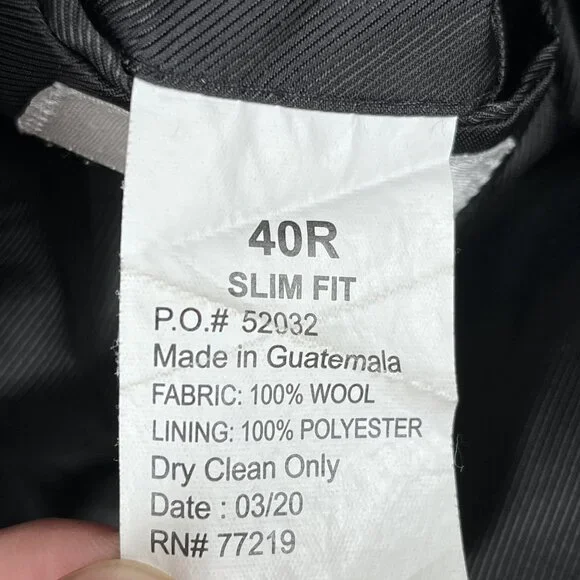 40R
SLIM FIT
P.O.# 52032
Made in Guatemala
FABRIC: 100% WOOL
LINING: 100% POLYESTER
Dry Clean Only
Date : 03/20
RN# 77219